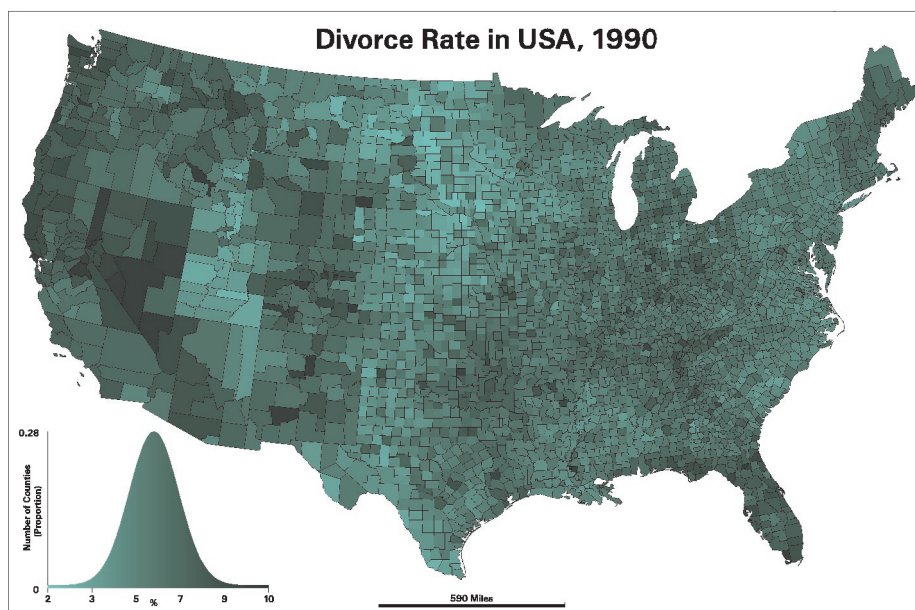 Divorce Rate in USA, 1990
0.28
Number of Counties
(Proportion)
0
2 3 5 7 9 10
%
590 Miles